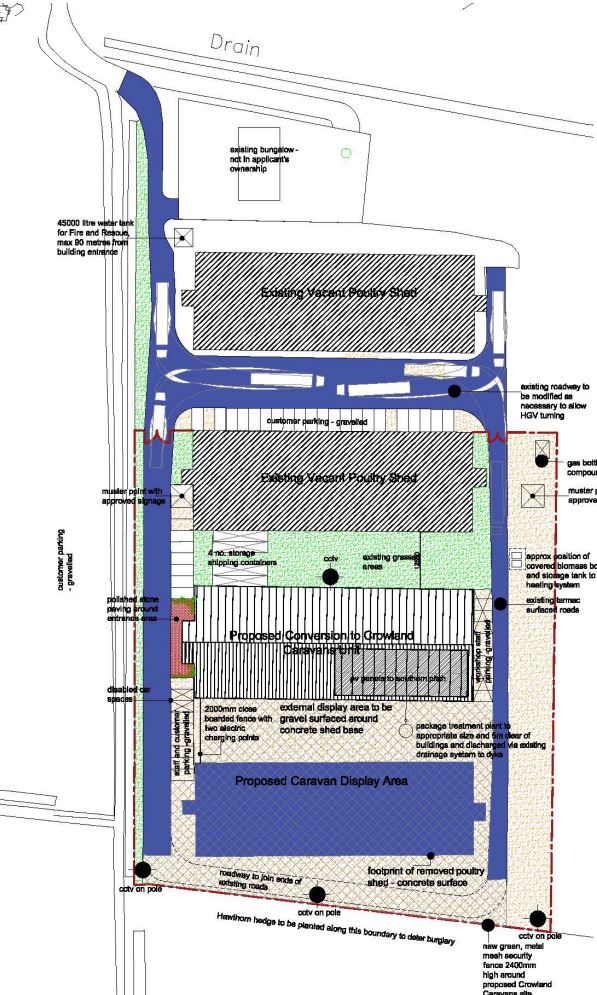 Drain
existing bungalow -
not in applicant's
ownership
45000 litre water tank
for Fire and Rescue,
max 90 metres from
building entrance
Existing Vacant Poultry Shed
existing roadway to
be modified as
necessary to allow
HGV turning
customer parking - gravelled
gas bottl
compou
Existing Vacant Poultry Shed
muster point with
approved signage
muster p
approva
customer parking
- gravelled
4 no. storage
shipping containers
cctv
existing grassed
areas
approx position of
covered biomass bo
and storage tank to
heating system
polished stone
paving around
entrance area
existing tarmac
surfaced roads
Proposed Conversion to Crowland
Caravans Unit
workshop staff
parking -gravelled
pv panels to southern pitch
disabled car
spaces
2000mm close
boarded fence with
two electric
charging points
external display area to be
gravel surfaced around
concrete shed base
package treatment plant to
appropriate size and 5m clear of
buildings and discharged via existing
drainage system to dyke
staff and customer
parking -gravelled
Proposed Caravan Display Area
roadway to join ends of
existing roads
footprint of removed poultry
shed - concrete surface
cctv on pole
cctv on pole
cctv on pole
Hawthorn hedge to be planted along this boundary to deter burglary
new green, metal
mesh security
fence 2400mm
high around
proposed Crowland
Caravans site